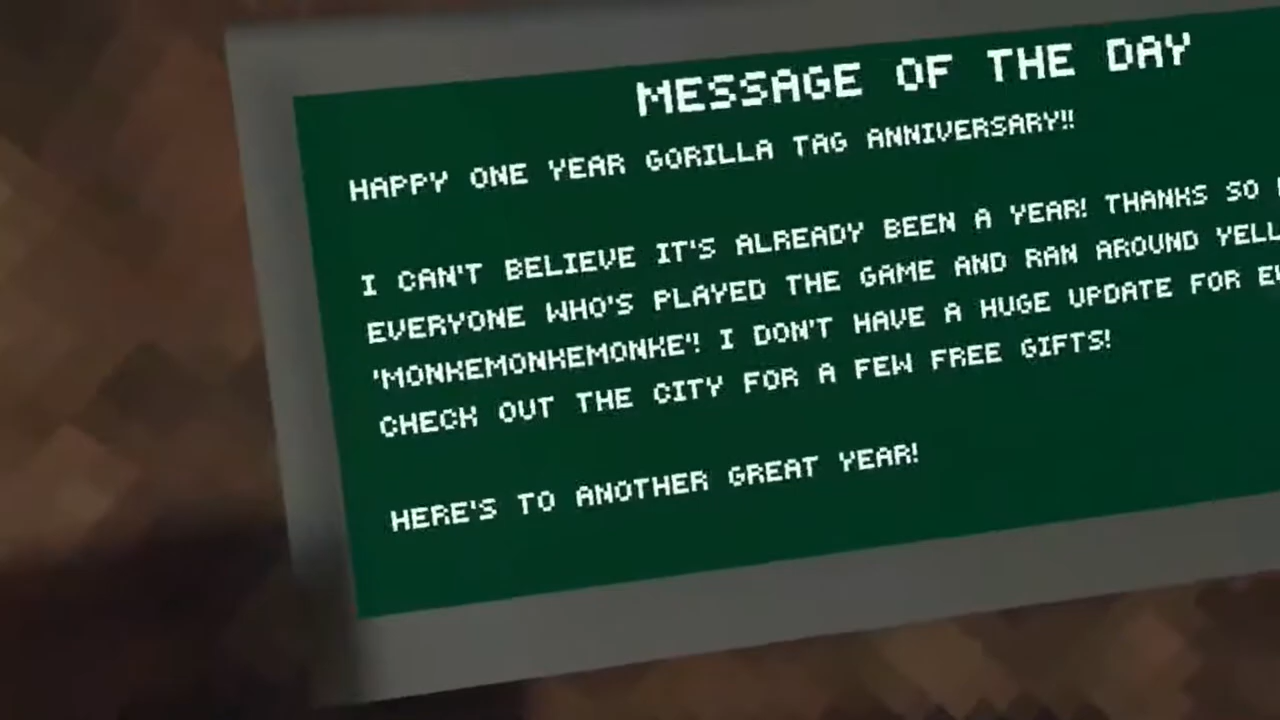 MESSAGE OF THE DAY
HAPPY ONE YEAR GORILLA TAG ANNIVERSARY!!
I CAN'T BELIEVE IT'S ALREADY BEEN A YEAR! THANKS SO
EVERYONE WHO'S PLAYED THE GAME AND RAN AROUND
'MONKEMONKEMONKE'! I DON'T HAVE A HUGE UPDATE FOR
CHECK OUT THE CITY FOR A FEW FREE GIFTS!
HERE'S TO ANOTHER GREAT YEAR!